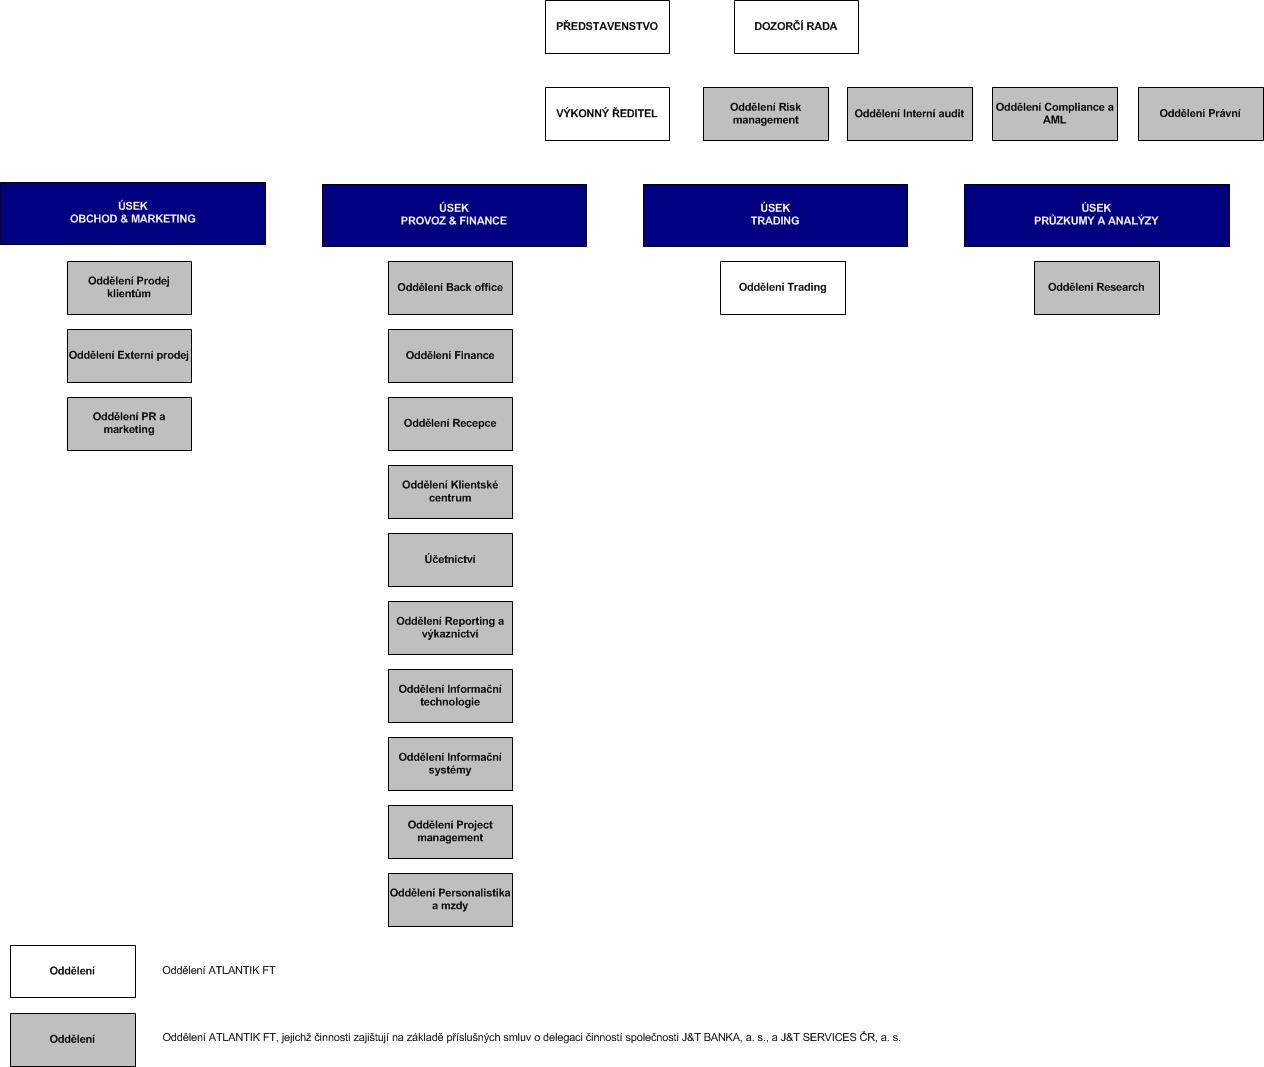 PŘEDSTAVENSTVO
DOZORČÍ RADA
VÝKONNÝ ŘEDITEL
Oddělení Risk
management
Oddělení Interní audit
Oddělení Compliance a
AML
Oddělení Právní
ÚSEK
OBCHOD & MARKETING
ÚSEK
PROVOZ & FINANCE
ÚSEK
TRADING
ÚSEK
PRŮZKUMY A ANALÝZY
Oddělení Prodej
klientům
Oddělení Externí prodej
Oddělení PR a
marketing
Oddělení Back office
Oddělení Finance
Oddělení Recepce
Oddělení Klientské
centrum
Účetnictví
Oddělení Reporting a
výkaznictví
Oddělení Informační
technologie
Oddělení Informační
systémy
Oddělení Project
management
Oddělení Personalistika
a mzdy
Oddělení Trading
Oddělení Research
Oddělení
Oddělení ATLANTIK FT
Oddělení
Oddělení ATLANTIK FT, jejichž činnosti zajištují na základě příslušných smluv o delegaci činností společnosti J&T BANKA, a. s., a J&T SERVICES ČR, a. s.